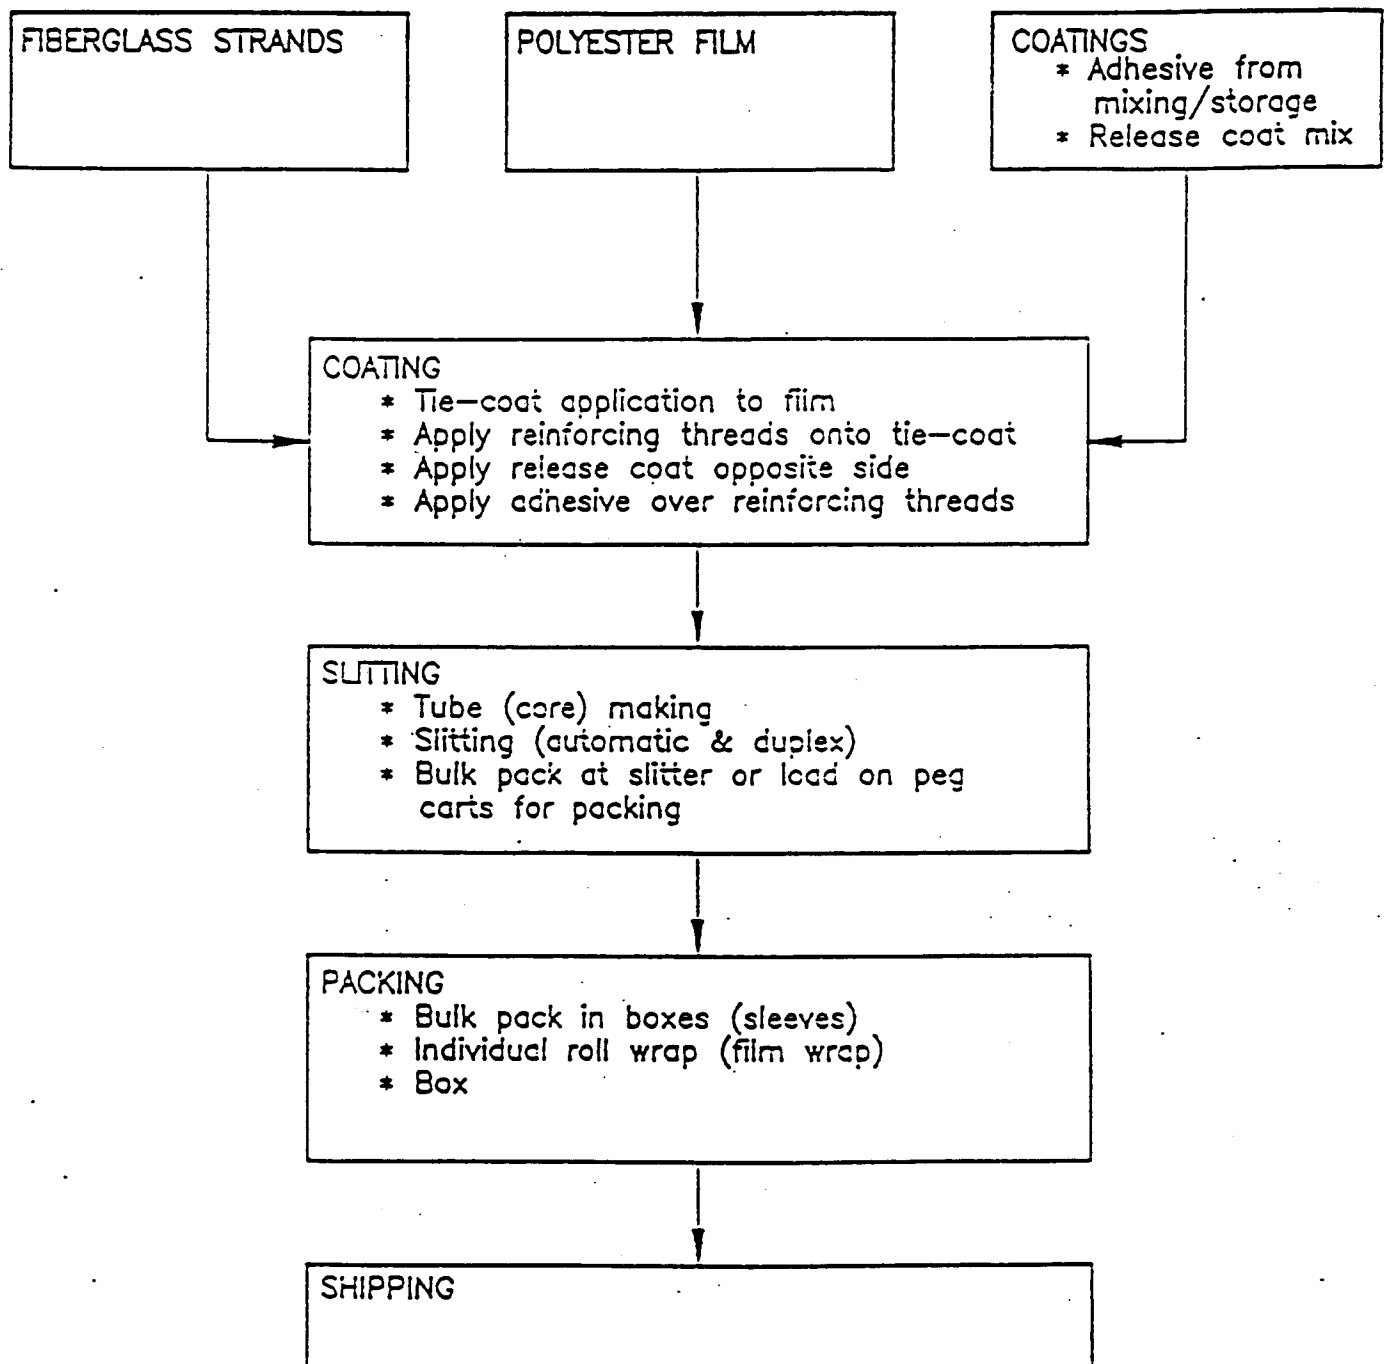 FIBERGLASS STRANDS
POLYESTER FILM
COATINGS
* Adhesive from
mixing/storage
* Release coat mix
COATING
* Tie-coat application to film
* Apply reinforcing threads onto tie-coat
* Apply release coat opposite side
* Apply adhesive over reinforcing threads
SLITTING
* Tube (core) making
* Slitting (automatic & duplex)
* Bulk pack at slitter or load on peg
carts for packing
PACKING
* Bulk pack in boxes (sleeves)
* Individual roll wrap (film wrap)
* Box
SHIPPING